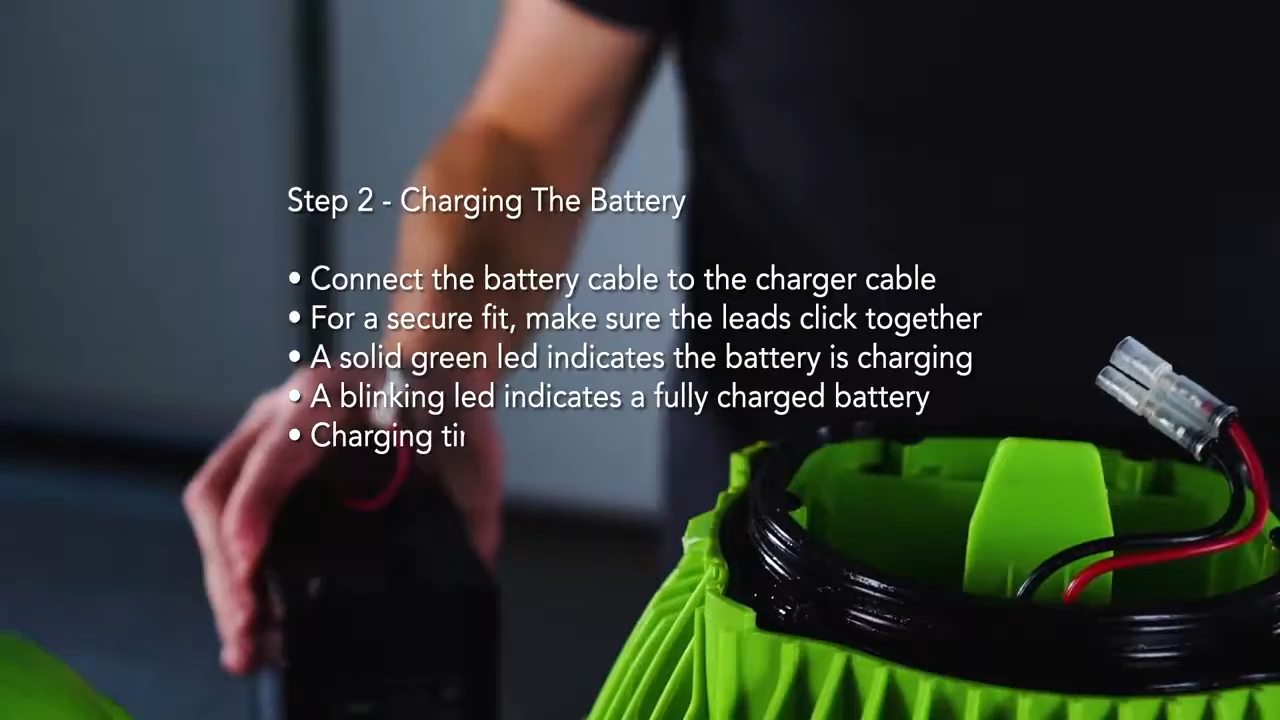 Step 2 - Charging The Battery
• Connect the battery cable to the charger cable
• For a secure fit, make sure the leads click together
• A solid green led indicates the battery is charging
• A blinking led indicates a fully charged battery
• Charging